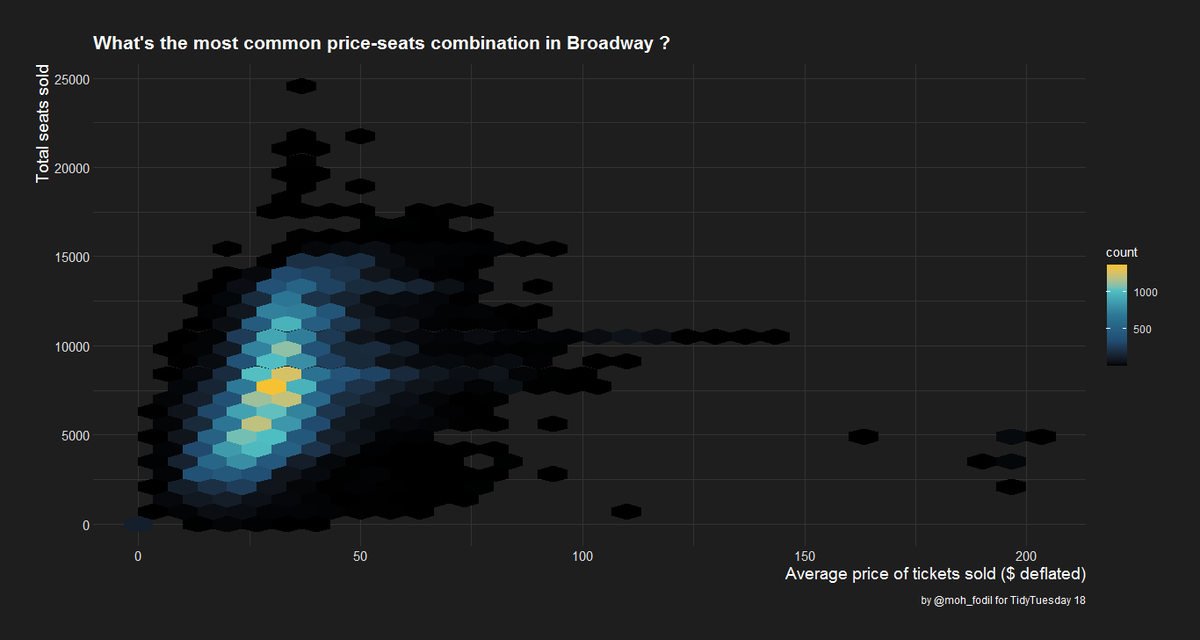 What's the most common price-seats combination in Broadway ?
Total seats sold
25000
20000
15000
10000
5000
0
0 50 100 150 200
Average price of tickets sold ($ deflated)
count
1000
500
by @moh_fodil for TidyTuesday 18